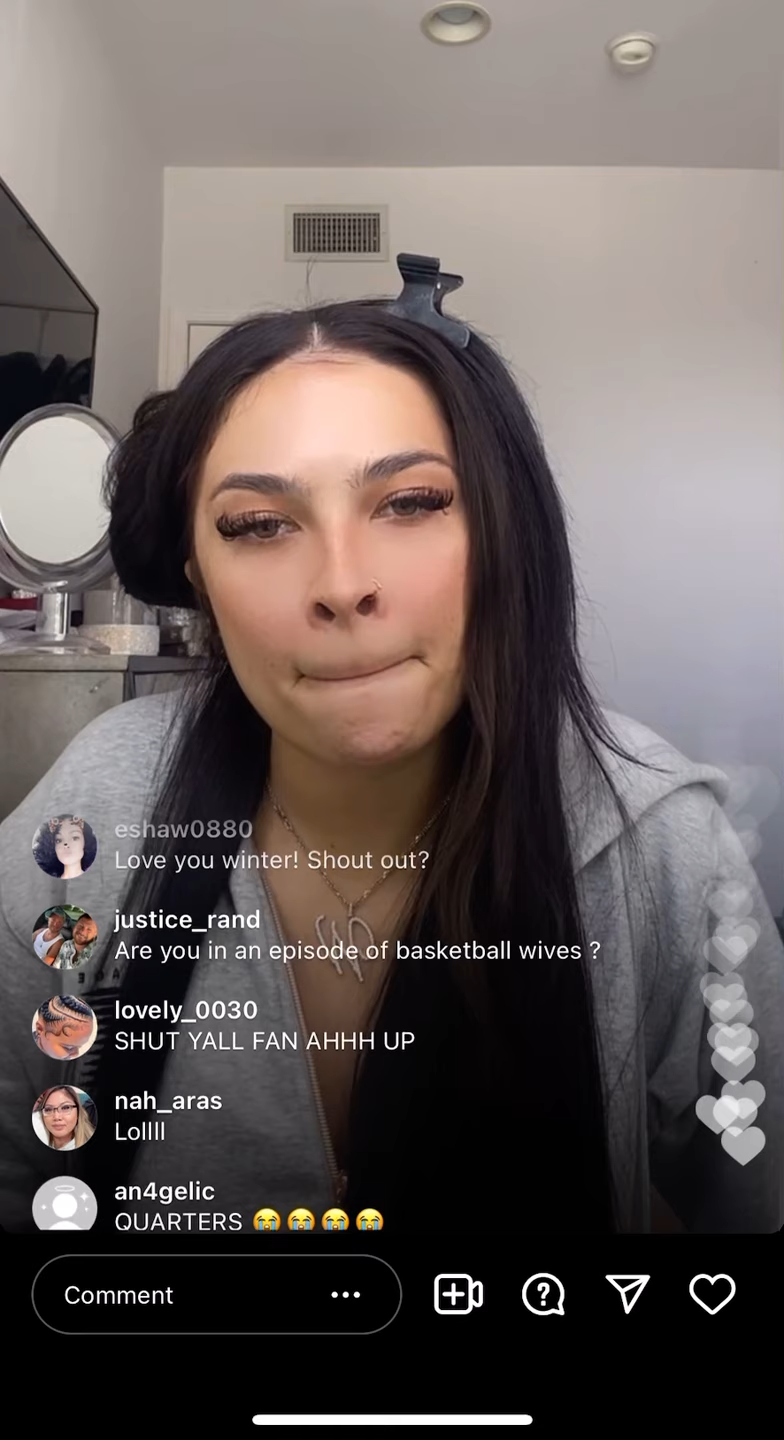 eshaw0880
Love you winter! Shout out?
justice_rand
Are you in an episode of basketball wives ?
lovely_0030
SHUT YALL FAN AHHH UP
nah_aras
Lollll
an4gelic
QUARTERS 😭😭😭😭
Comment